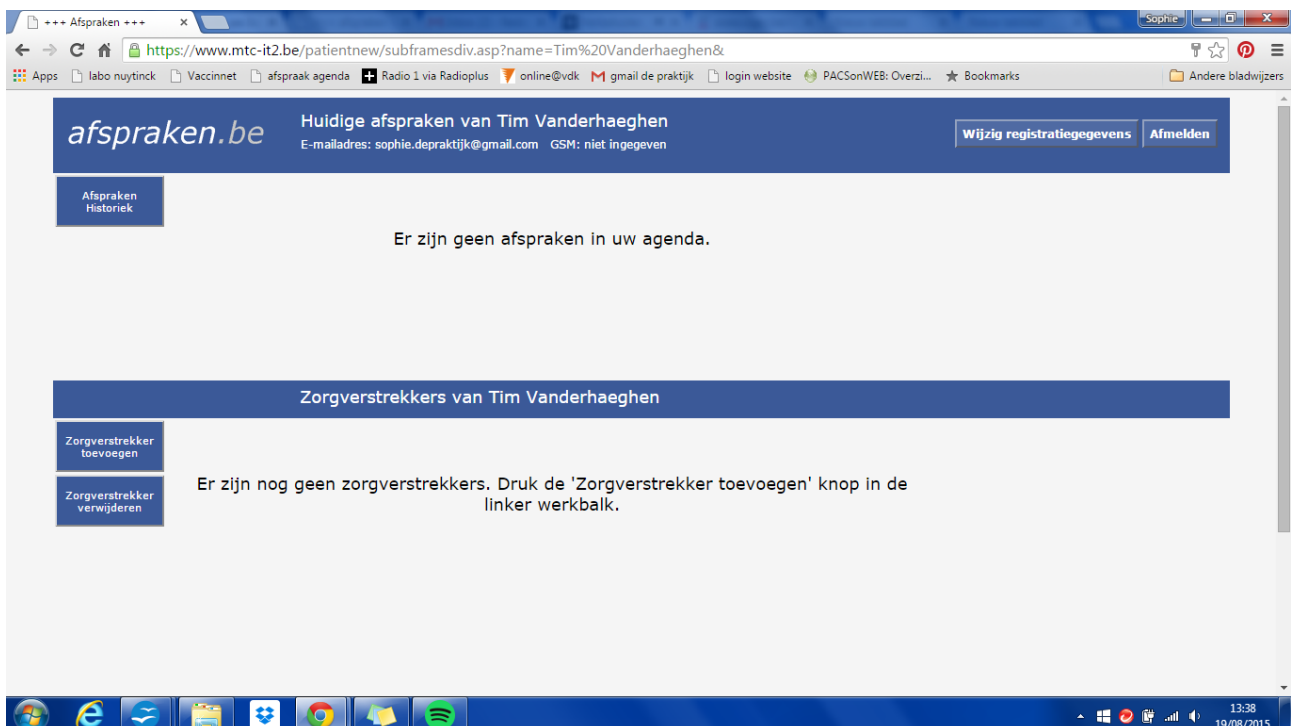 +++ Afspraken +++
Sophie
https://www.mtc-it2.be/patientnew/subframesdiv.asp?name=Tim%20Vanderhaeghen&
Apps labo nuytinck Vaccinnet afspraak agenda Radio 1 via Radioplus online@vdk gmail de praktijk login website PACSonWEB: Overzi... Bookmarks Andere bladwijzers
afspraken.be
Huidige afspraken van Tim Vanderhaeghen
E-mailadres: sophie.depraktijk@gmail.com GSM: niet ingegeven
Wijzig registratiegegevens Afmelden
Afspraken
Historiek
Er zijn geen afspraken in uw agenda.
Zorgverstrekkers van Tim Vanderhaeghen
Zorgverstrekker
toevoegen
Zorgverstrekker
verwijderen
Er zijn nog geen zorgverstrekkers. Druk de 'Zorgverstrekker toevoegen' knop in de
linker werkbalk.
13:38
19/08/2015